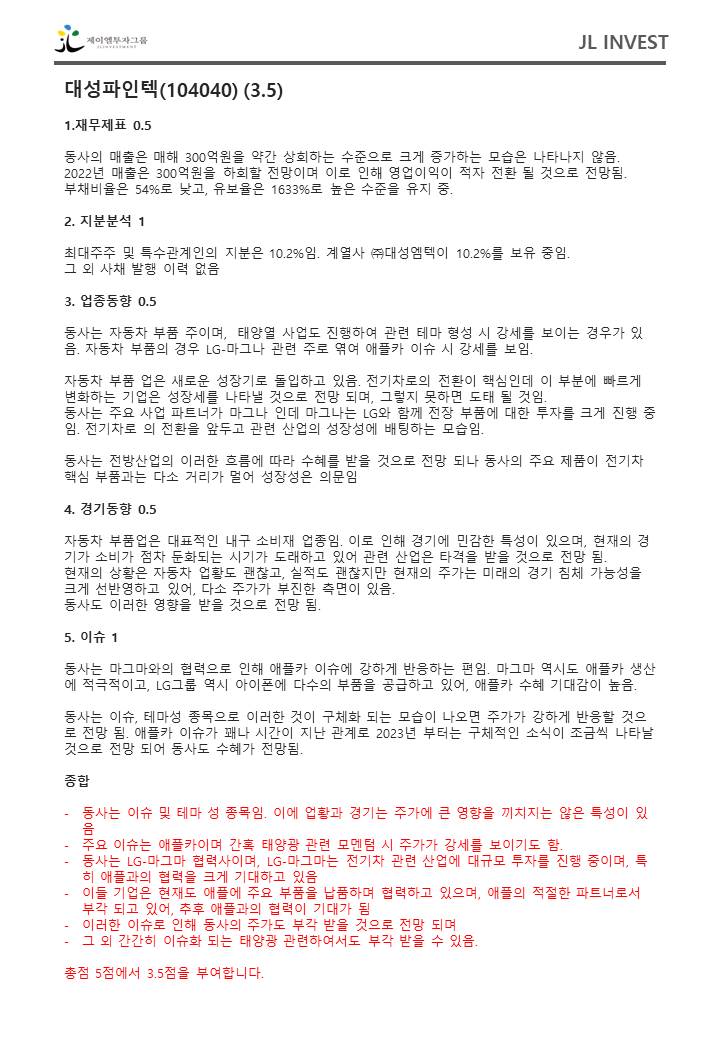 제이엘투자그룹
JL INVESTMENT
JL INVEST
대성파인텍(104040) (3.5)
1.재무제표 0.5
동사의 매출은 매해 300억원을 약간 상회하는 수준으로 크게 증가하는 모습은 나타나지 않음.
2022년 매출은 300억원을 하회할 전망이며 이로 인해 영업이익이 적자 전환 될 것으로 전망됨.
부채비율은 54%로 낮고, 유보율은 1633%로 높은 수준을 유지 중.
2. 지분분석 1
최대주주 및 특수관계인의 지분은 10.2%임. 계열사 ㈜대성엠텍이 10.2%를 보유 중임.
그 외 사채 발행 이력 없음
3. 업종동향 0.5
동사는 자동차 부품 주이며, 태양열 사업도 진행하여 관련 테마 형성 시 강세를 보이는 경우가 있
음. 자동차 부품의 경우 LG-마그나 관련 주로 엮여 애플카 이슈 시 강세를 보임.
자동차 부품 업은 새로운 성장기로 돌입하고 있음. 전기차로의 전환이 핵심인데 이 부분에 빠르게
변화하는 기업은 성장세를 나타낼 것으로 전망 되며, 그렇지 못하면 도태 될 것임.
동사는 주요 사업 파트너가 마그나 인데 마그나는 LG와 함께 전장 부품에 대한 투자를 크게 진행 중
임. 전기차로 의 전환을 앞두고 관련 산업의 성장성에 배팅하는 모습임.
동사는 전방산업의 이러한 흐름에 따라 수혜를 받을 것으로 전망 되나 동사의 주요 제품이 전기차
핵심 부품과는 다소 거리가 멀어 성장성은 의문임
4. 경기동향 0.5
자동차 부품업은 대표적인 내구 소비재 업종임. 이로 인해 경기에 민감한 특성이 있으며, 현재의 경
기가 소비가 점차 둔화되는 시기가 도래하고 있어 관련 산업은 타격을 받을 것으로 전망 됨.
현재의 상황은 자동차 업황도 괜찮고, 실적도 괜찮지만 현재의 주가는 미래의 경기 침체 가능성을
크게 선반영하고 있어, 다소 주가가 부진한 측면이 있음.
동사도 이러한 영향을 받을 것으로 전망 됨.
5. 이슈 1
동사는 마그마와의 협력으로 인해 애플카 이슈에 강하게 반응하는 편임. 마그마 역시도 애플카 생산
에 적극적이고, LG그룹 역시 아이폰에 다수의 부품을 공급하고 있어, 애플카 수혜 기대감이 높음.
동사는 이슈, 테마성 종목으로 이러한 것이 구체화 되는 모습이 나오면 주가가 강하게 반응할 것으
로 전망 됨. 애플카 이슈가 꽤나 시간이 지난 관계로 2023년 부터는 구체적인 소식이 조금씩 나타날
것으로 전망 되어 동사도 수혜가 전망됨.
종합
- 동사는 이슈 및 테마 성 종목임. 이에 업황과 경기는 주가에 큰 영향을 끼치지는 않은 특성이 있
음
- 주요 이슈는 애플카이며 간혹 태양광 관련 모멘텀 시 주가가 강세를 보이기도 함.
- 동사는 LG-마그마 협력사이며, LG-마그마는 전기차 관련 산업에 대규모 투자를 진행 중이며, 특
히 애플과의 협력을 크게 기대하고 있음
- 이들 기업은 현재도 애플에 주요 부품을 납품하며 협력하고 있으며, 애플의 적절한 파트너로서
부각 되고 있어, 추후 애플과의 협력이 기대가 됨
- 이러한 이슈로 인해 동사의 주가도 부각 받을 것으로 전망 되며
- 그 외 간간히 이슈화 되는 태양광 관련하여서도 부각 받을 수 있음.
총점 5점에서 3.5점을 부여합니다.